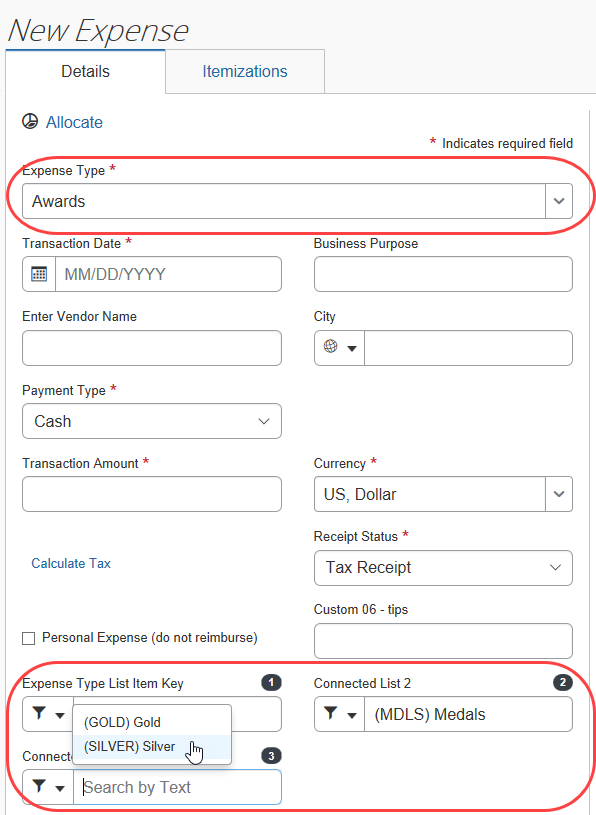 New Expense
Details Itemizations
Allocate
* Indicates required field
Expense Type *
Awards
Transaction Date * Business Purpose
MM/DD/YYYY
Enter Vendor Name City
Payment Type *
Cash
Transaction Amount * Currency *
US, Dollar
Receipt Status *
Calculate Tax Tax Receipt
Custom 06 - tips
Personal Expense (do not reimburse)
Expense Type List Item Key 1 Connected List 2 2
(MDLS) Medals
(GOLD) Gold
(SILVER) Silver
3
Search by Text